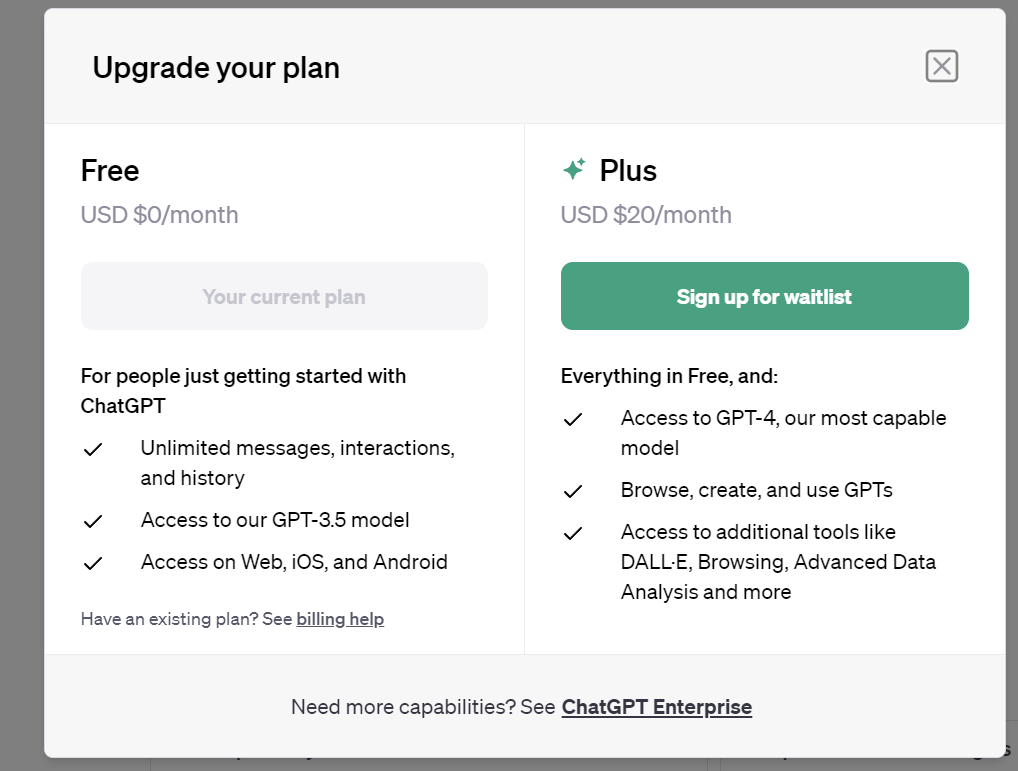 Upgrade your plan
Free
USD $0/month
Your current plan
For people just getting started with
ChatGPT
Unlimited messages, interactions,
and history
Access to our GPT-3.5 model
Access on Web, iOS, and Android
Have an existing plan? See billing help
Plus
USD $20/month
Sign up for waitlist
Everything in Free, and:
Access to GPT-4, our most capable
model
Browse, create, and use GPTs
Access to additional tools like
DALL·E, Browsing, Advanced Data
Analysis and more
Need more capabilities? See ChatGPT Enterprise